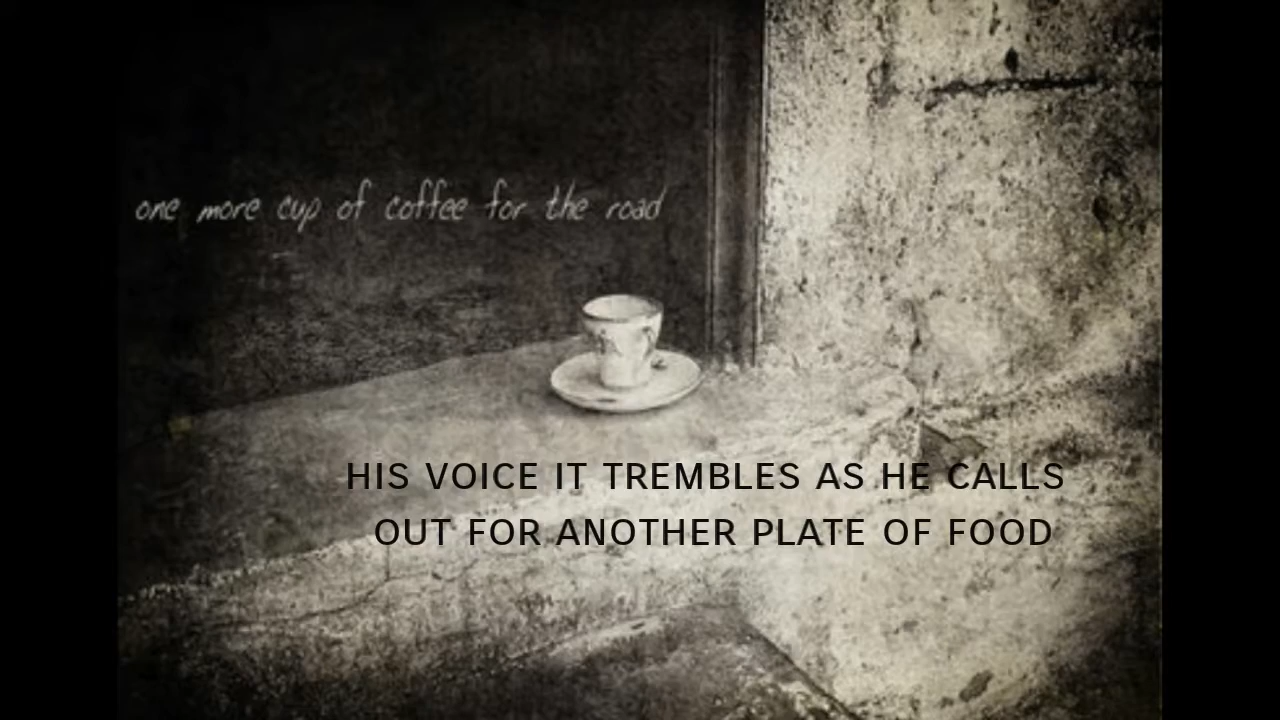 one more cup of coffee for the road
HIS VOICE IT TREMBLES AS HE CALLS
OUT FOR ANOTHER PLATE OF FOOD